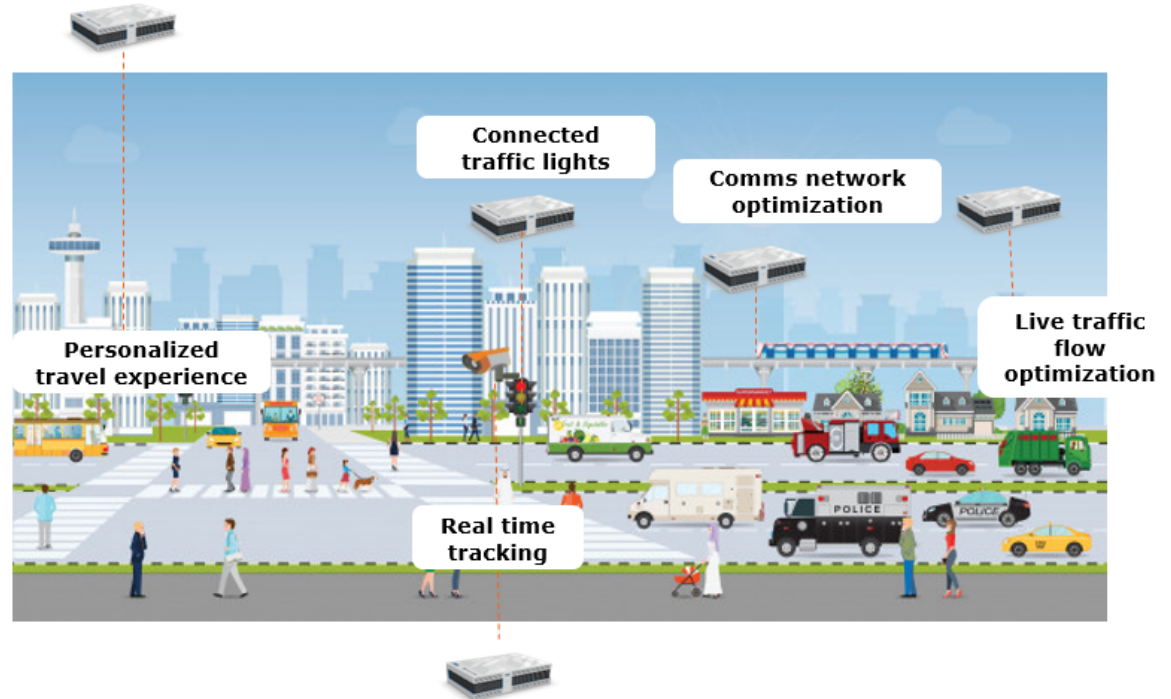 Connected
traffic lights
Comms network
optimization
Personalized
travel experience
Live traffic
flow
optimization
POLICE
POLICE
Real time
tracking